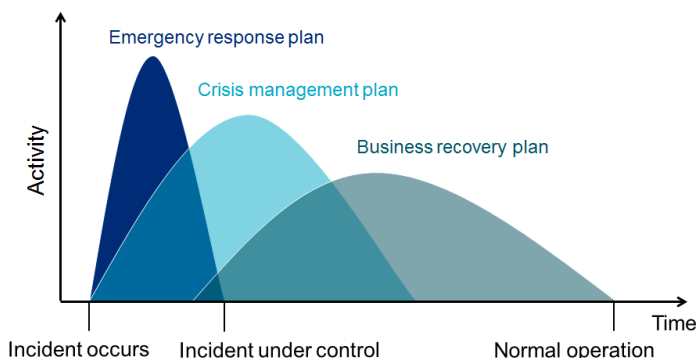 Emergency response plan
Crisis management plan
Business recovery plan
Activity
Time
Incident occurs
Incident under control
Normal operation